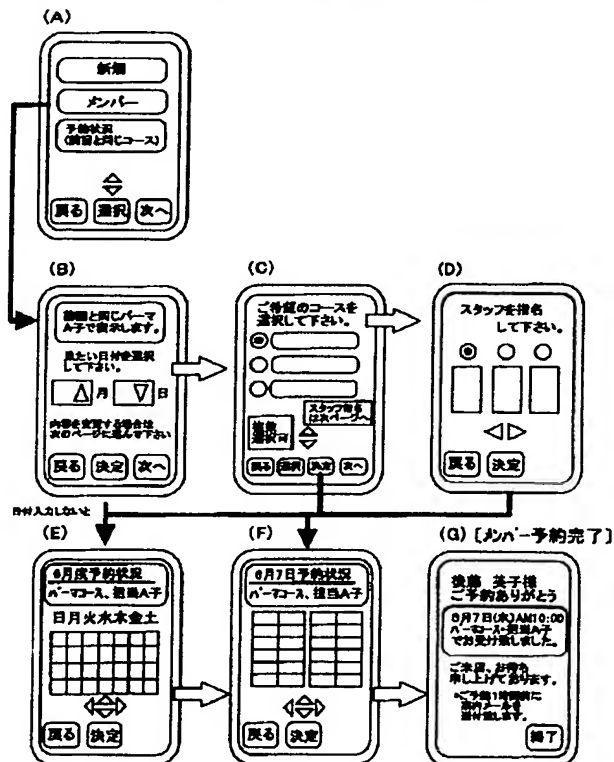 (A)
新規
メンバー
予約状況
(前回と同じコース)
戻る 選択 次へ
(B)
前回と同じパーマ
A子で表示します。
見たい日付を選択
して下さい。
月 日
内容を変更する場合は
次のページに進んで下さい
戻る 決定 次へ
(C)
ご希望のコースを
選択して下さい。
スタッフ指名
は次ページへ
複数
選択可
戻る 選択 決定 次へ
(D)
スタッフを指名
して下さい。
戻る 決定
日付入力しないと
(E)
6月度予約状況
パーマコース、担当A子
日月火水木金土
戻る 決定
(F)
6月7日予約状況
パーマコース、担当A子
戻る 決定
(G) [メンバー予約完了]
後藤 英子様
ご予約ありがとう
6月7日(水)AM10:00
パーマコース・担当A子
でお受け致しました。
ご来店、お待ち
申し上げております。
ご予約1時間前に
案内メールを
送付致します。
終了